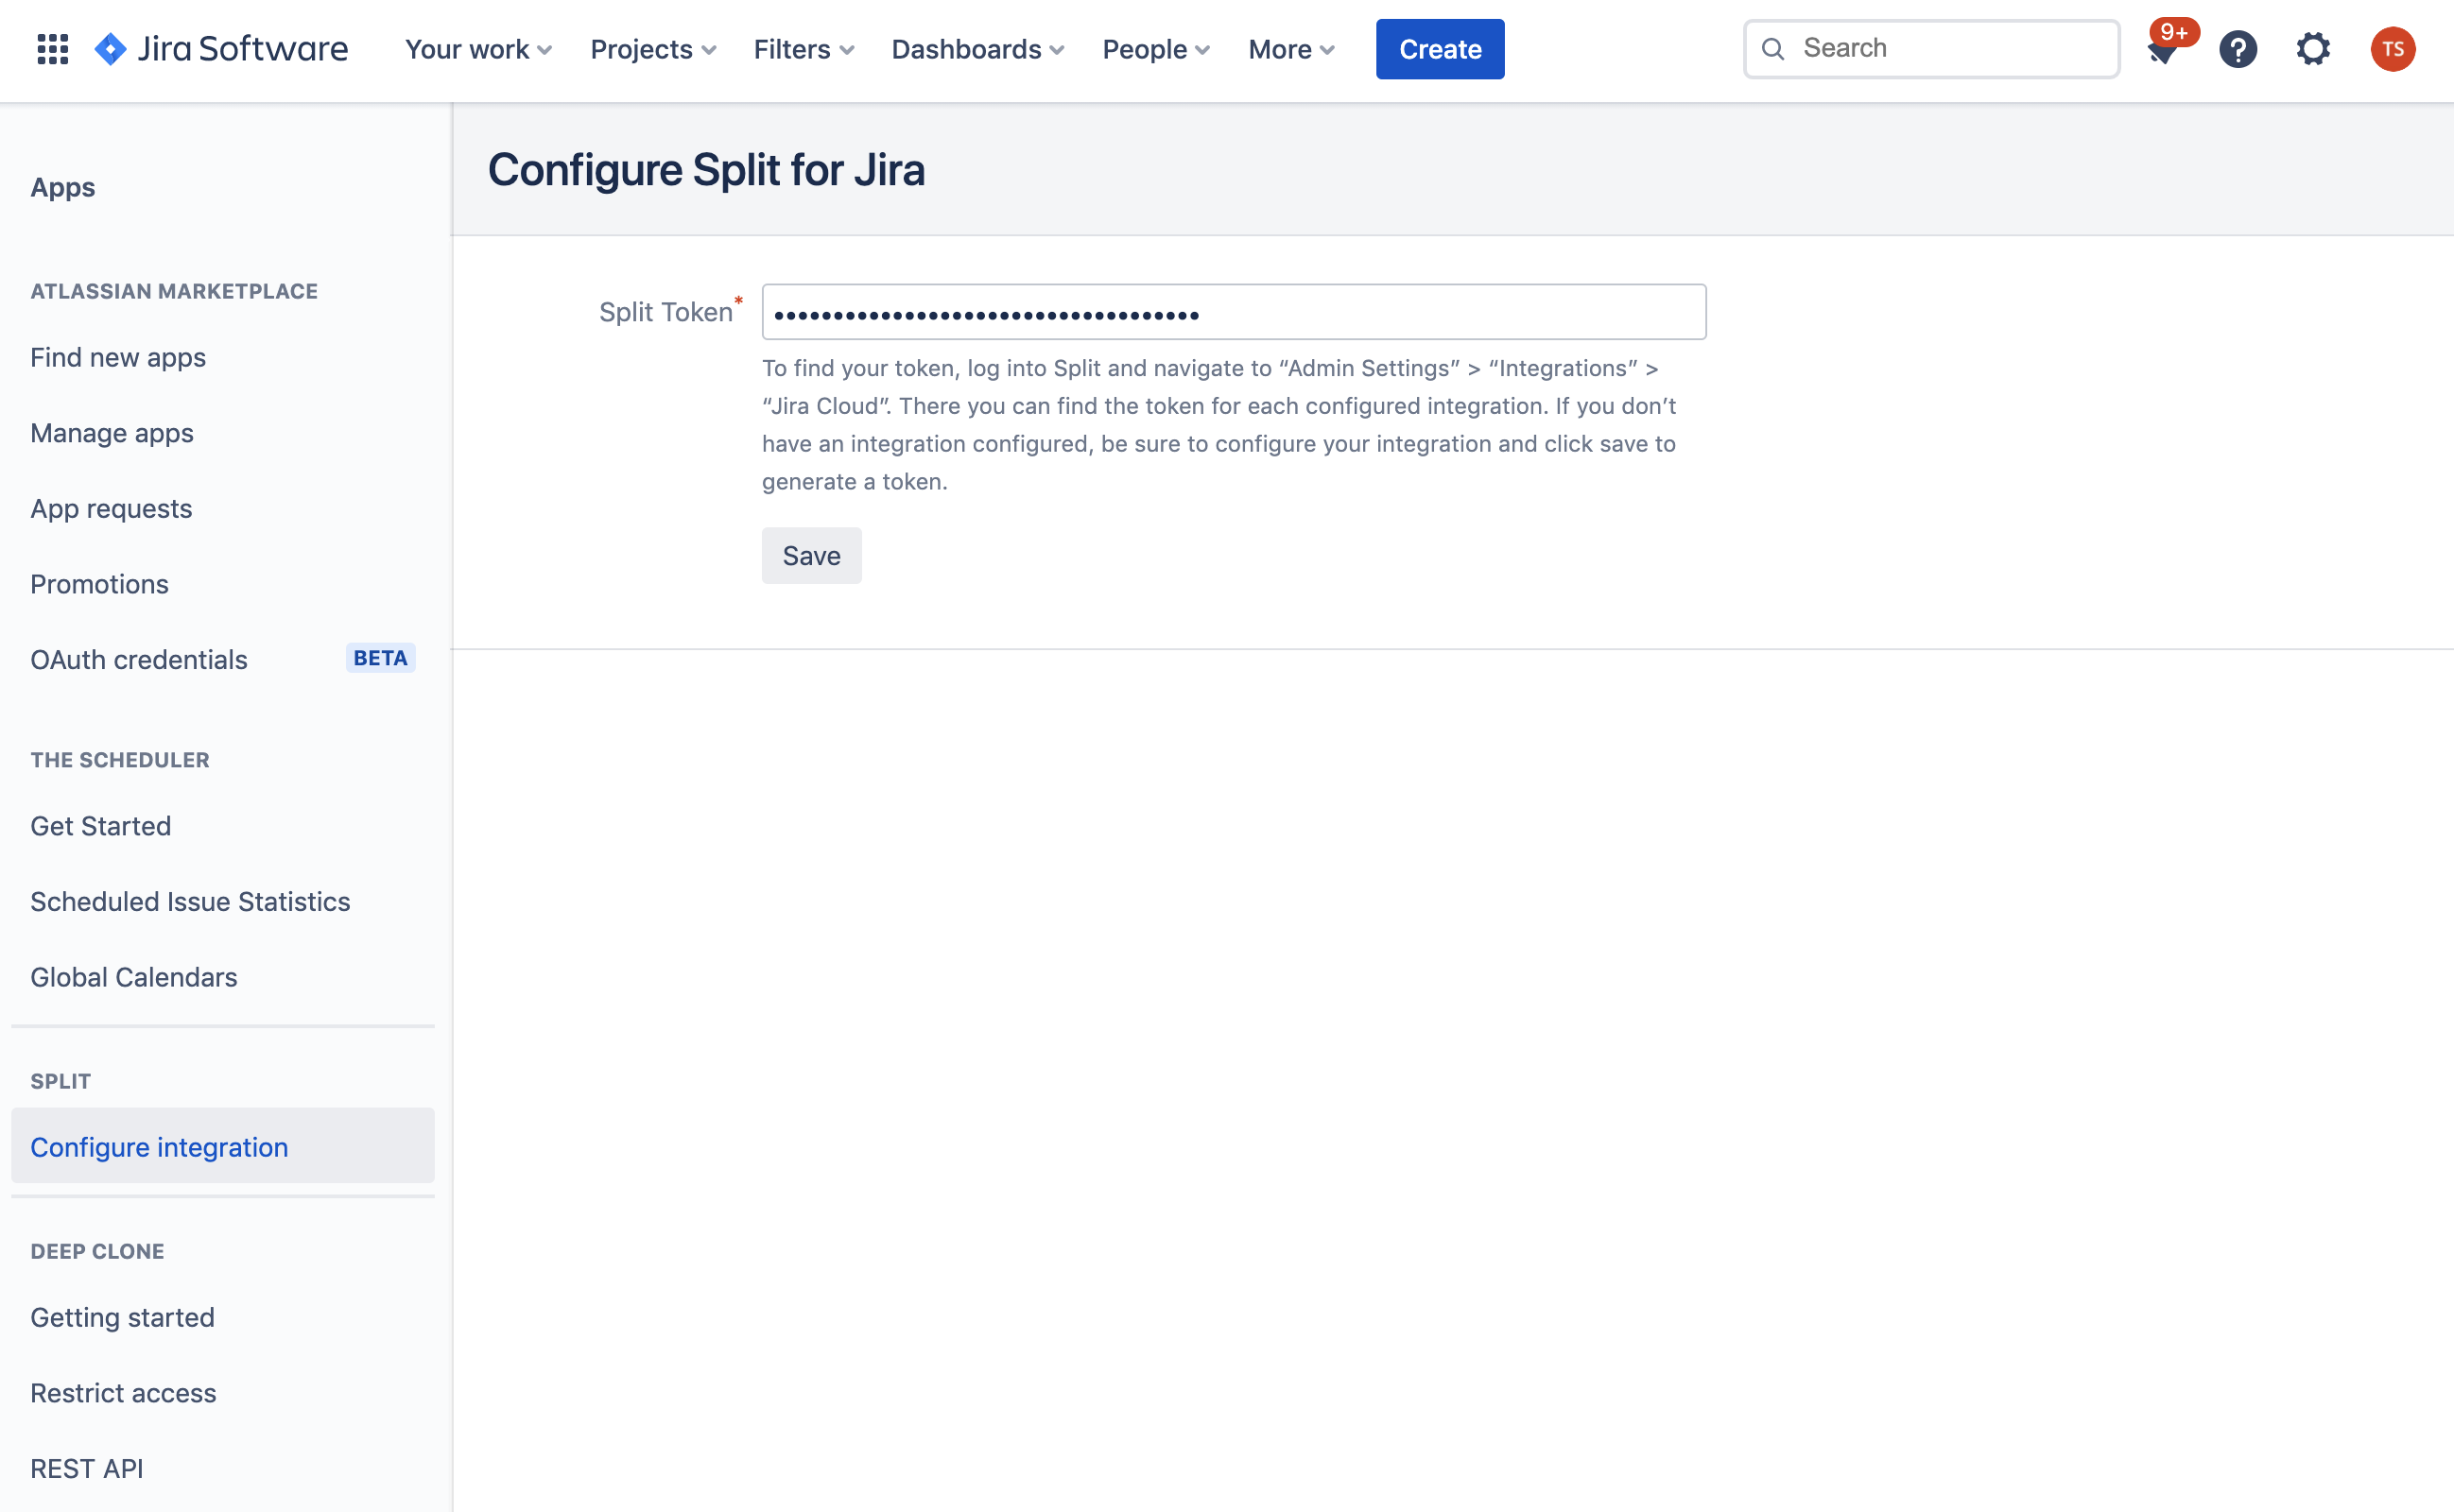 Jira Software Your work Projects Filters Dashboards People More Create Search 9+ ? TS
Apps
ATLASSIAN MARKETPLACE
Find new apps
Manage apps
App requests
Promotions
OAuth credentials BETA
THE SCHEDULER
Get Started
Scheduled Issue Statistics
Global Calendars
SPLIT
Configure integration
DEEP CLONE
Getting started
Restrict access
REST API
Configure Split for Jira
Split Token* ••••••••••••••••••••••••••••••••••••
To find your token, log into Split and navigate to “Admin Settings” > “Integrations” >
“Jira Cloud”. There you can find the token for each configured integration. If you don’t
have an integration configured, be sure to configure your integration and click save to
generate a token.
Save